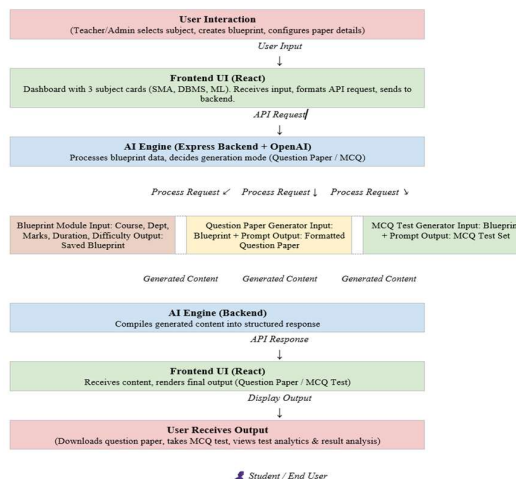 User Interaction
(Teacher/Admin selects subject, creates blueprint, configures paper details)
User Input
↓
Frontend UI (React)
Dashboard with 3 subject cards (SMA, DBMS, ML). Receives input, formats API request, sends to
backend.
API Request
↓
AI Engine (Express Backend + OpenAI)
Processes blueprint data, decides generation mode (Question Paper / MCQ)
Process Request ↙ Process Request ↓ Process Request ↘
Blueprint Module Input: Course, Dept,
Marks, Duration, Difficulty Output:
Saved Blueprint
Question Paper Generator Input:
Blueprint + Prompt Output: Formatted
Question Paper
MCQ Test Generator Input: Blueprint
+ Prompt Output: MCQ Test Set
Generated Content Generated Content Generated Content
AI Engine (Backend)
Compiles generated content into structured response
API Response
↓
Frontend UI (React)
Receives content, renders final output (Question Paper / MCQ Test)
Display Output
↓
User Receives Output
(Downloads question paper, takes MCQ test, views test analytics & result analysis)
Student / End User